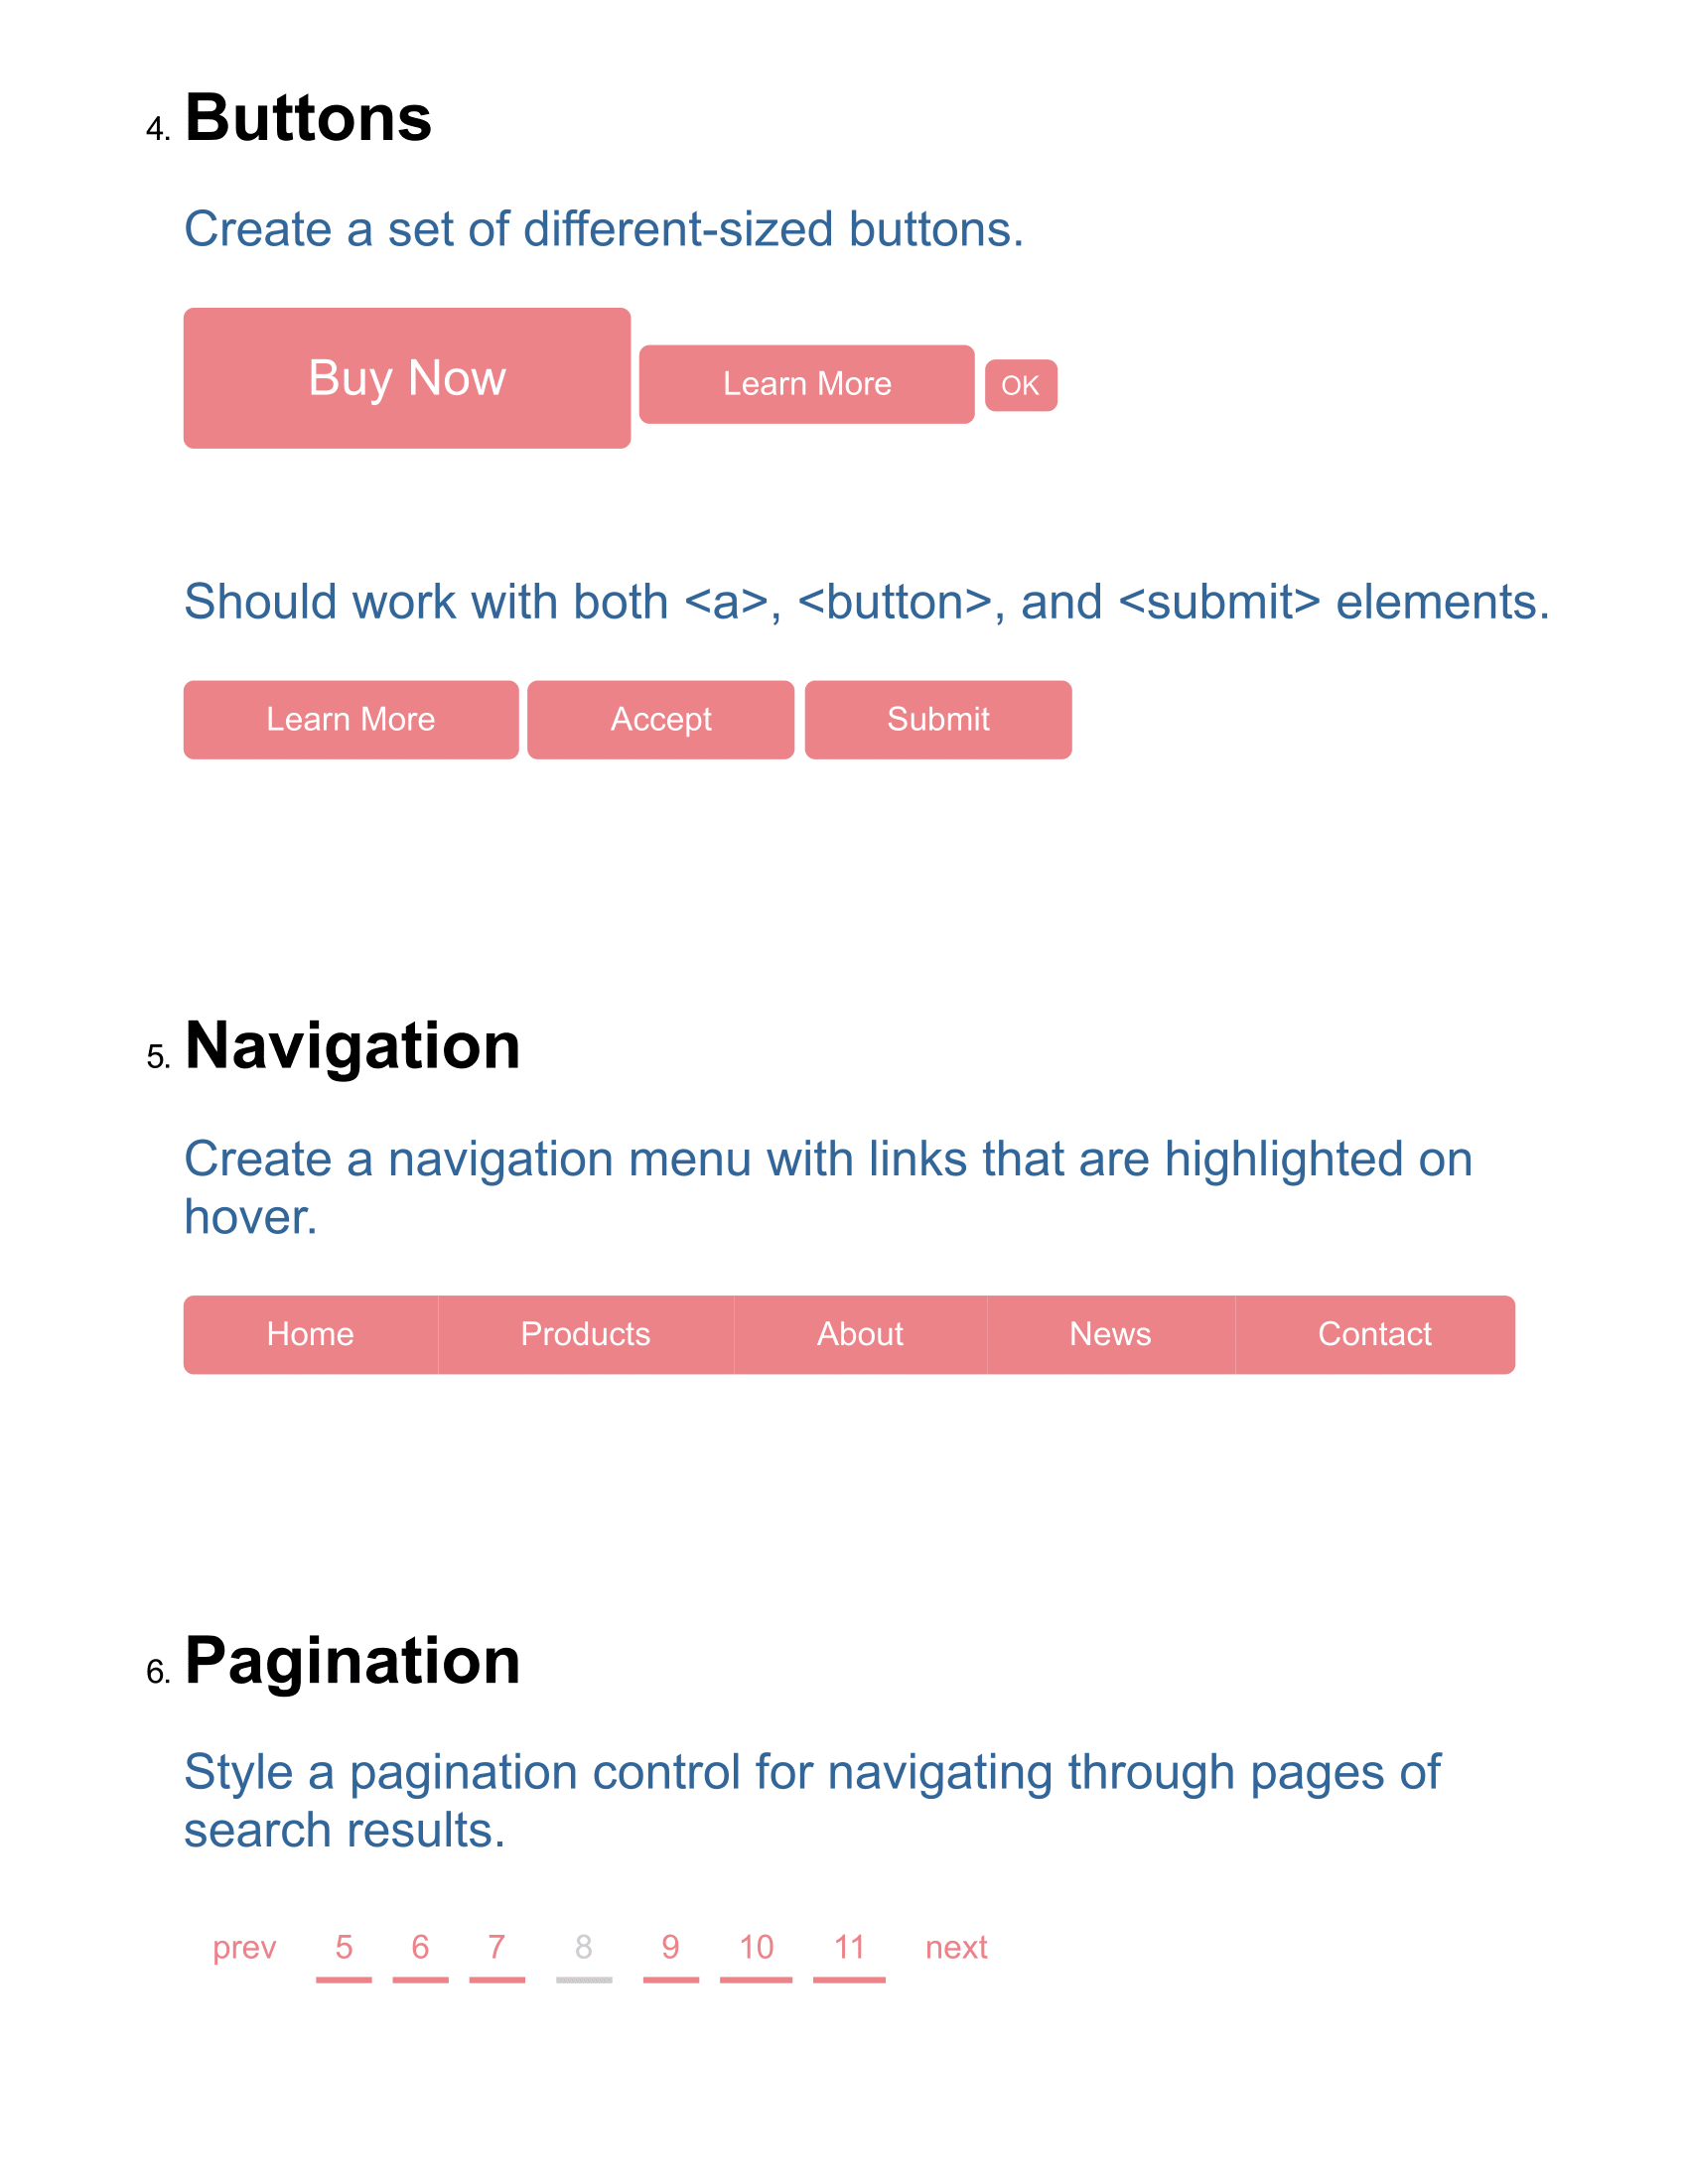 4. Buttons
Create a set of different-sized buttons.
Buy Now Learn More OK
Should work with both <a>, <button>, and <submit> elements.
Learn More Accept Submit
5. Navigation
Create a navigation menu with links that are highlighted on
hover.
Home Products About News Contact
6. Pagination
Style a pagination control for navigating through pages of
search results.
prev 5 6 7 8 9 10 11 next